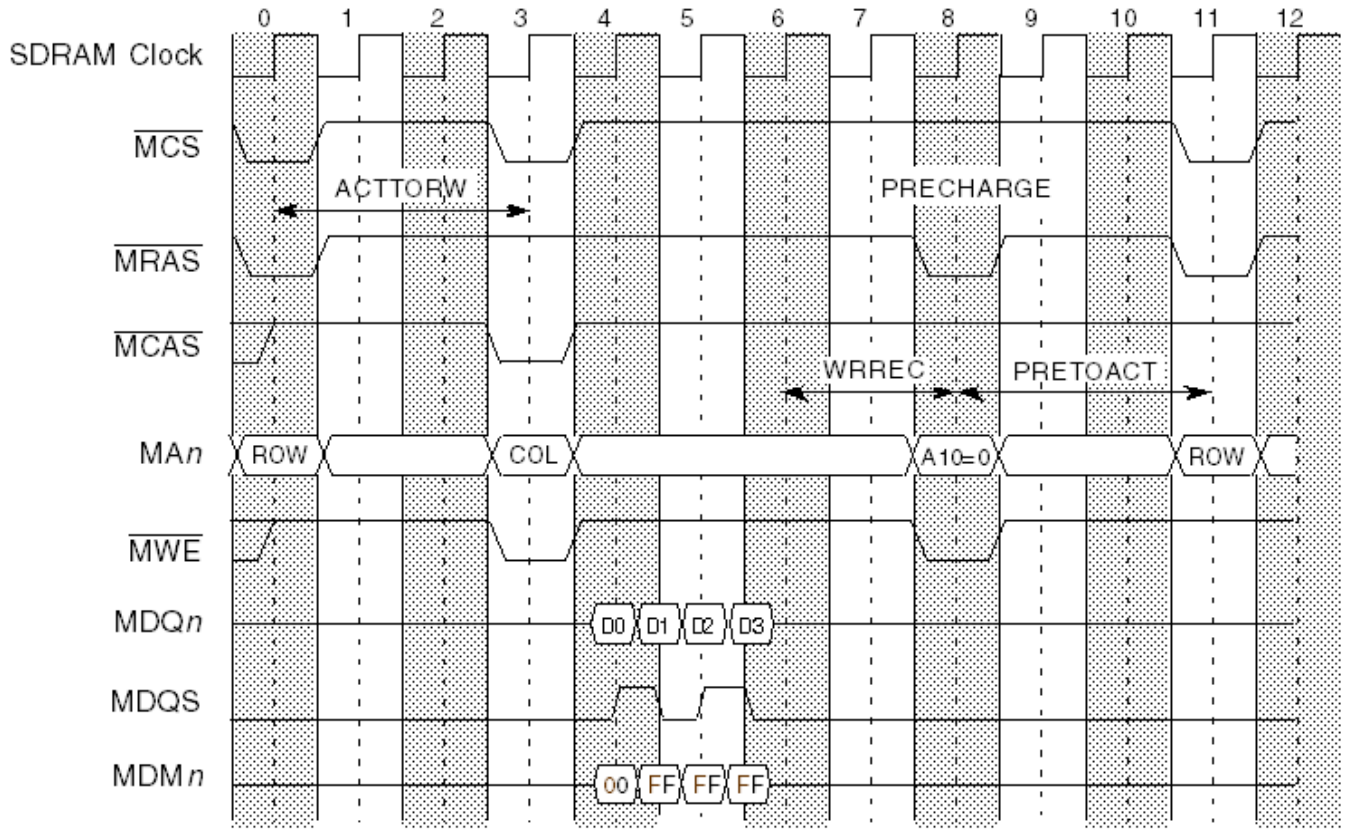 0 1 2 3 4 5 6 7 8 9 10 11 12
SDRAM Clock
MCS
ACTTORW PRECHARGE
MRAS
MCAS
WRREC PRETOACT
MAn ROW COL A10=0 ROW
MWE
MDQn D0 D1 D2 D3
MDQS
MDMn 00 FF FF FF